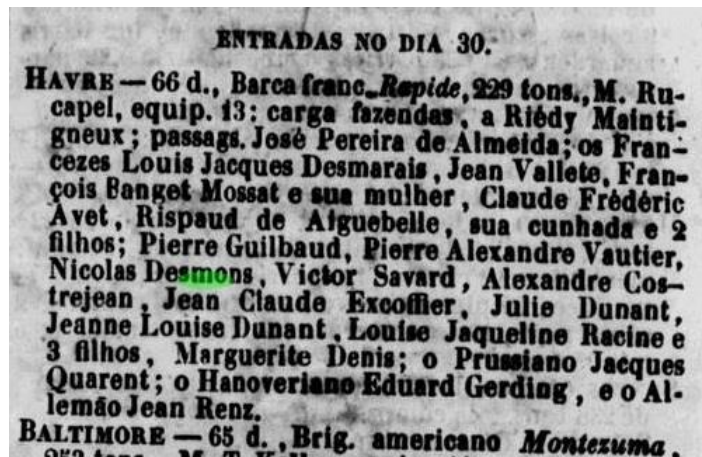 ENTRADAS NO DIA 30.
HAVRE — 66 d., Barca franc. Rapide, 229 tons., M. Ru-
capel, equip. 13: carga fazendas, a Riédy Mainti-
gneux; passags. José Pereira de Almeida; os Fran-
cezes Louis Jacques Desmarais, Jean Vallete, Fran-
çois Banget Mossat e sua mulher, Claude Frédéric
Avet, Rispaud de Aiguebelle, sua cunhada e 2
filhos; Pierre Guilbaud, Pierre Alexandre Vautier,
Nicolas Desmons, Victor Savard, Alexandre Cos-
trejean, Jean Claude Excoffier, Julie Dunant,
Jeanne Louise Dunant, Louise Jaqueline Racine e
3 filhos, Marguerite Denis; o Prussiano Jacques
Quarent; o Hanoveriano Eduard Gerding, e o Al-
lemão Jean Renz.
BALTIMORE — 65 d., Brig. americano Montezuma,